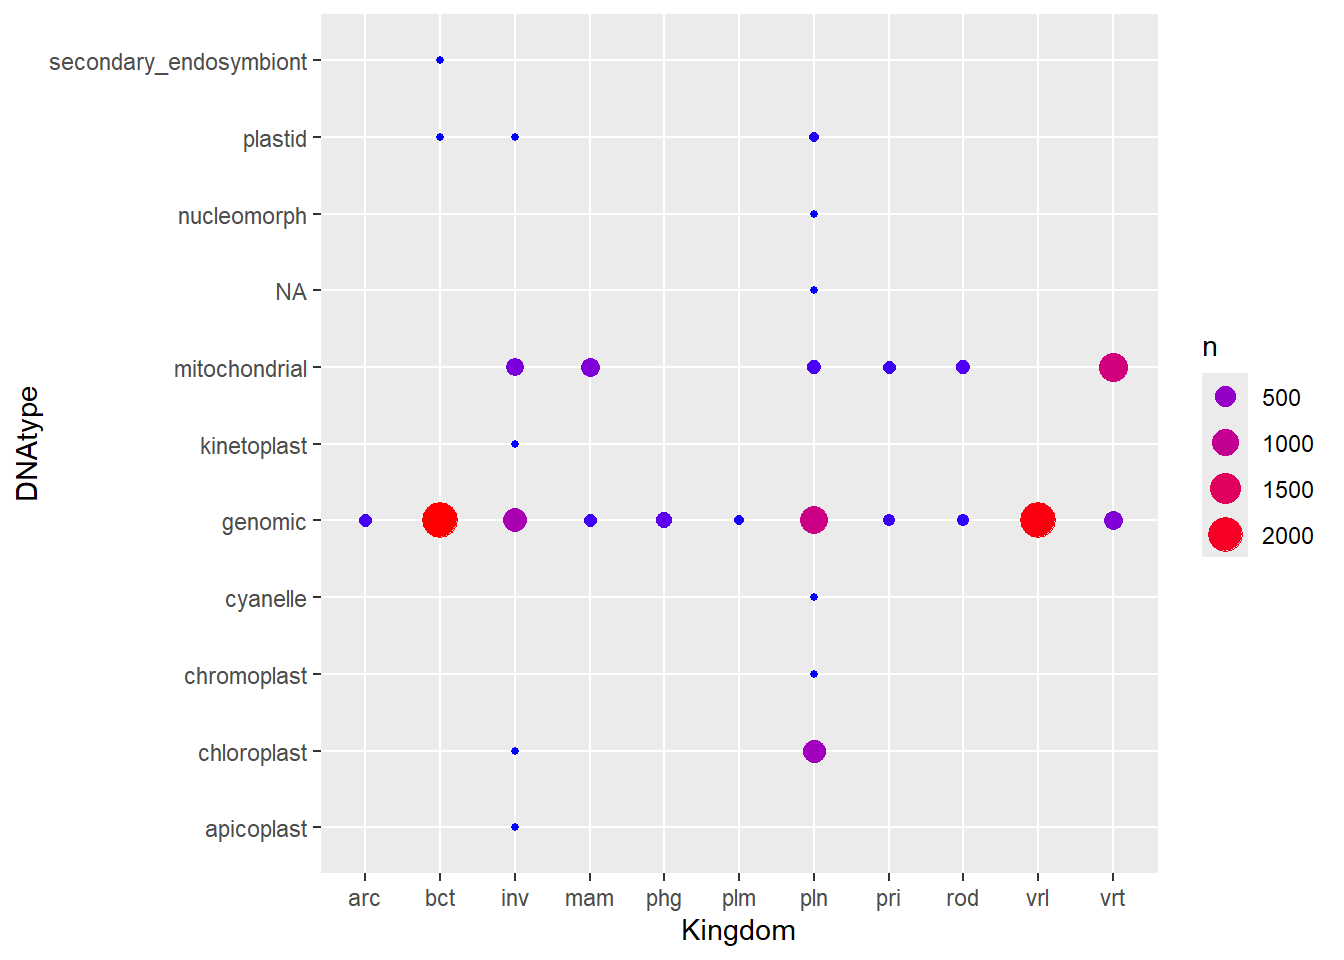 secondary_endosymbiont
plastid
nucleomorph
NA
mitochondrial
kinetoplast
genomic
cyanelle
chromoplast
chloroplast
apicoplast
DNAtype
arc bct inv mam phg plm pln pri rod vrl vrt
Kingdom
n
500
1000
1500
2000